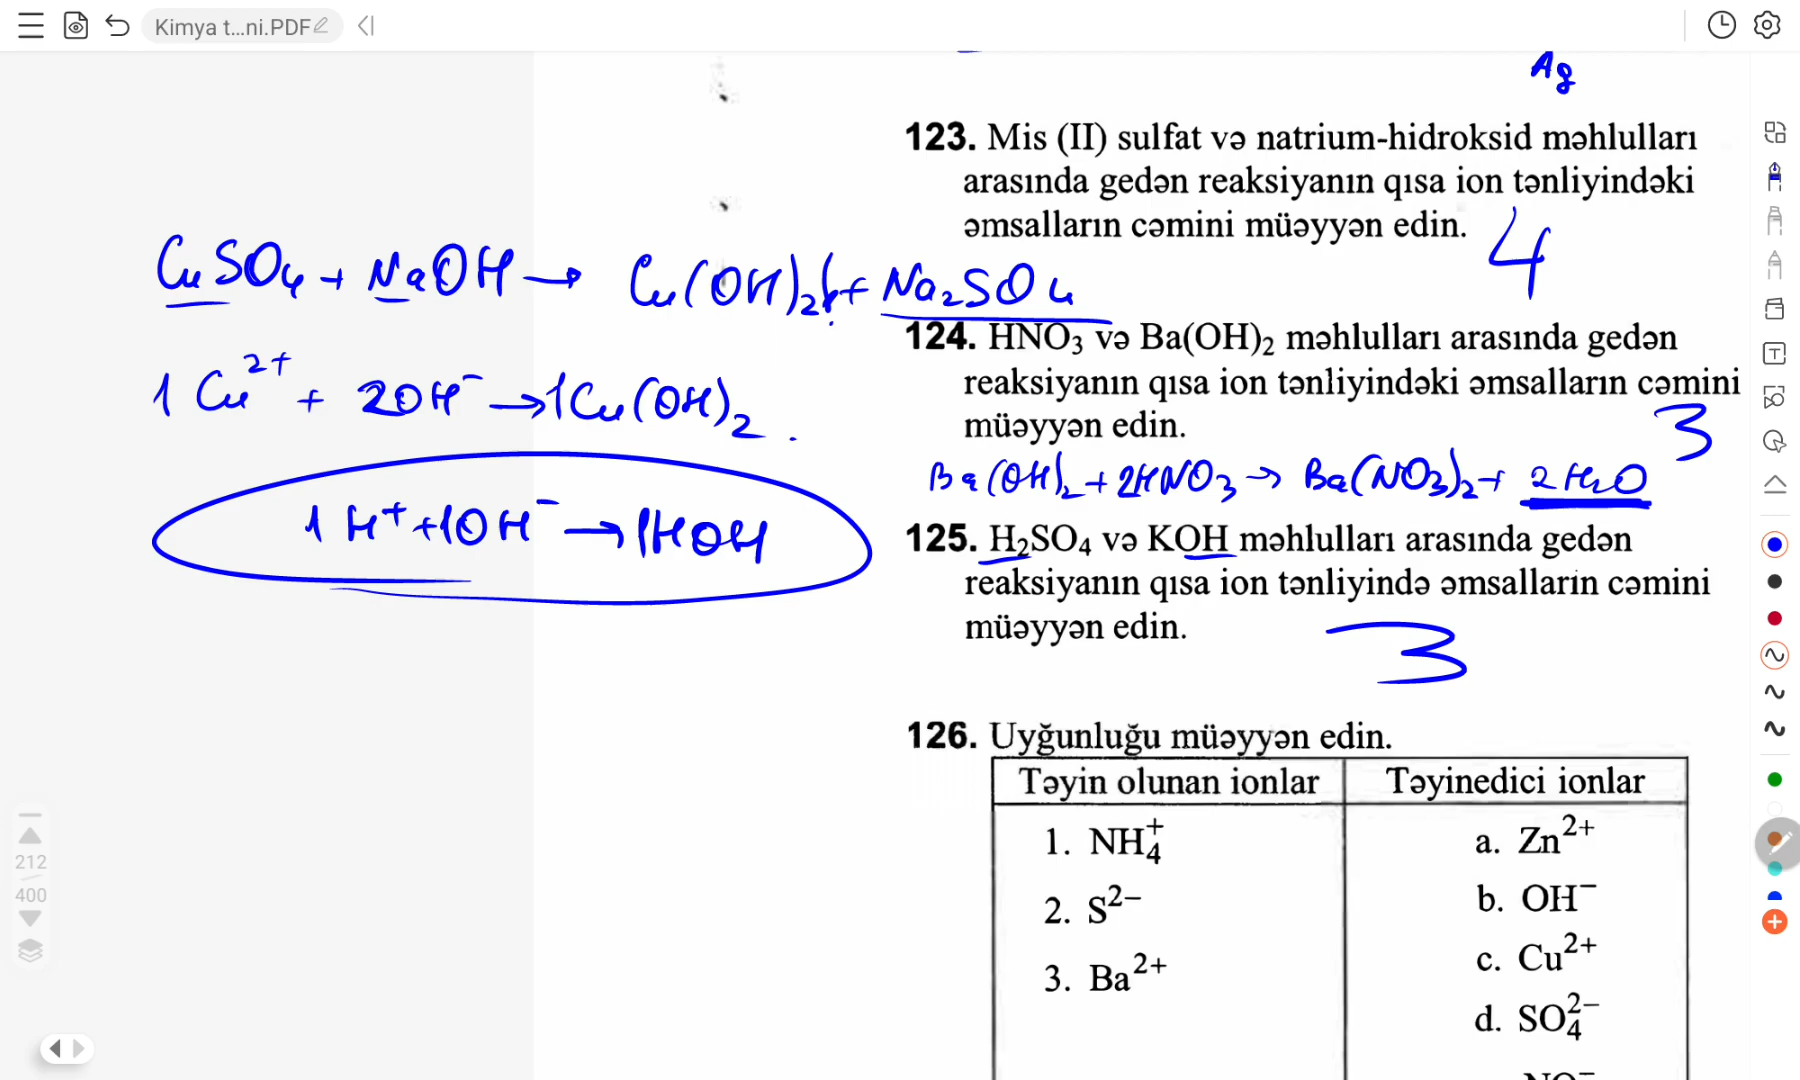 Kimya t...ni.PDF
Ag
123. Mis (II) sulfat və natrium-hidroksid məhlulları
arasında gedən reaksiyanın qısa ion tənliyindəki
əmsalların cəmini müəyyən edin. 4
CuSO₄ + NaOH → Cu(OH)₂↓ + Na₂SO₄
1 Cu²⁺ + 2OH⁻ → 1Cu(OH)₂
1 H⁺ + 1OH⁻ → 1HOH
124. HNO₃ və Ba(OH)₂ məhlulları arasında gedən
reaksiyanın qısa ion tənliyindəki əmsalların cəmini
müəyyən edin. 3
Ba(OH)₂ + 2HNO₃ → Ba(NO₃)₂ + 2H₂O
125. H₂SO₄ və KOH məhlulları arasında gedən
reaksiyanın qısa ion tənliyində əmsalların cəmini
müəyyən edin. 3
126. Uyğunluğu müəyyən edin.
Təyin olunan ionlar Təyinedici ionlar
1. NH₄⁺ a. Zn²⁺
2. S²⁻ b. OH⁻
3. Ba²⁺ c. Cu²⁺
d. SO₄²⁻
212
400